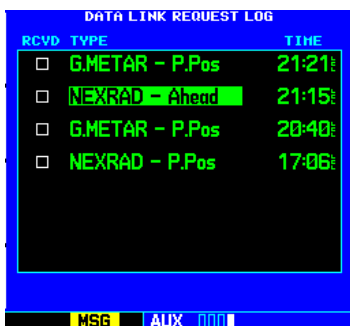 DATA LINK REQUEST LOG
RCVD TYPE TIME
G.METAR – P.Pos 21:21
NEXRAD – Ahead 21:15
G.METAR – P.Pos 20:40
NEXRAD – P.Pos 17:06
MSG AUX